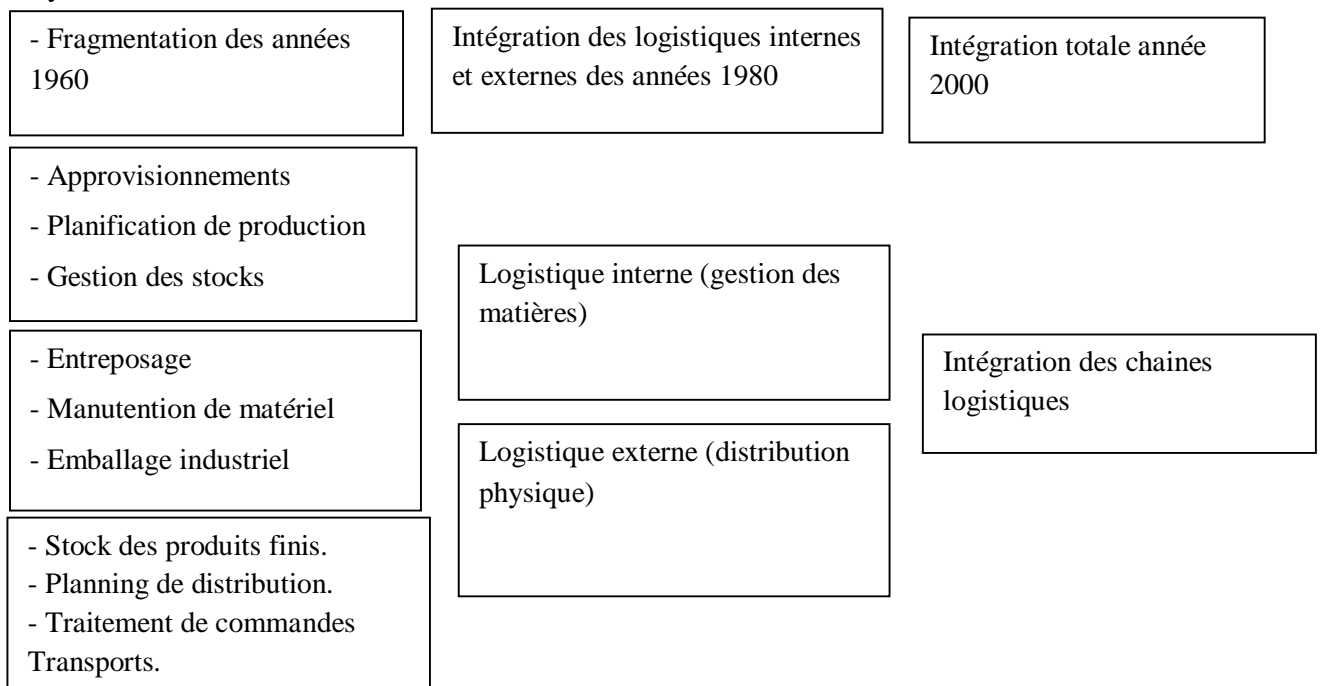 - Fragmentation des années
1960
Intégration des logistiques internes
et externes des années 1980
Intégration totale année
2000
- Approvisionnements
- Planification de production
- Gestion des stocks
- Entreposage
- Manutention de matériel
- Emballage industriel
- Stock des produits finis.
- Planning de distribution.
- Traitement de commandes
Transports.
Logistique interne (gestion des
matières)
Logistique externe (distribution
physique)
Intégration des chaines
logistiques